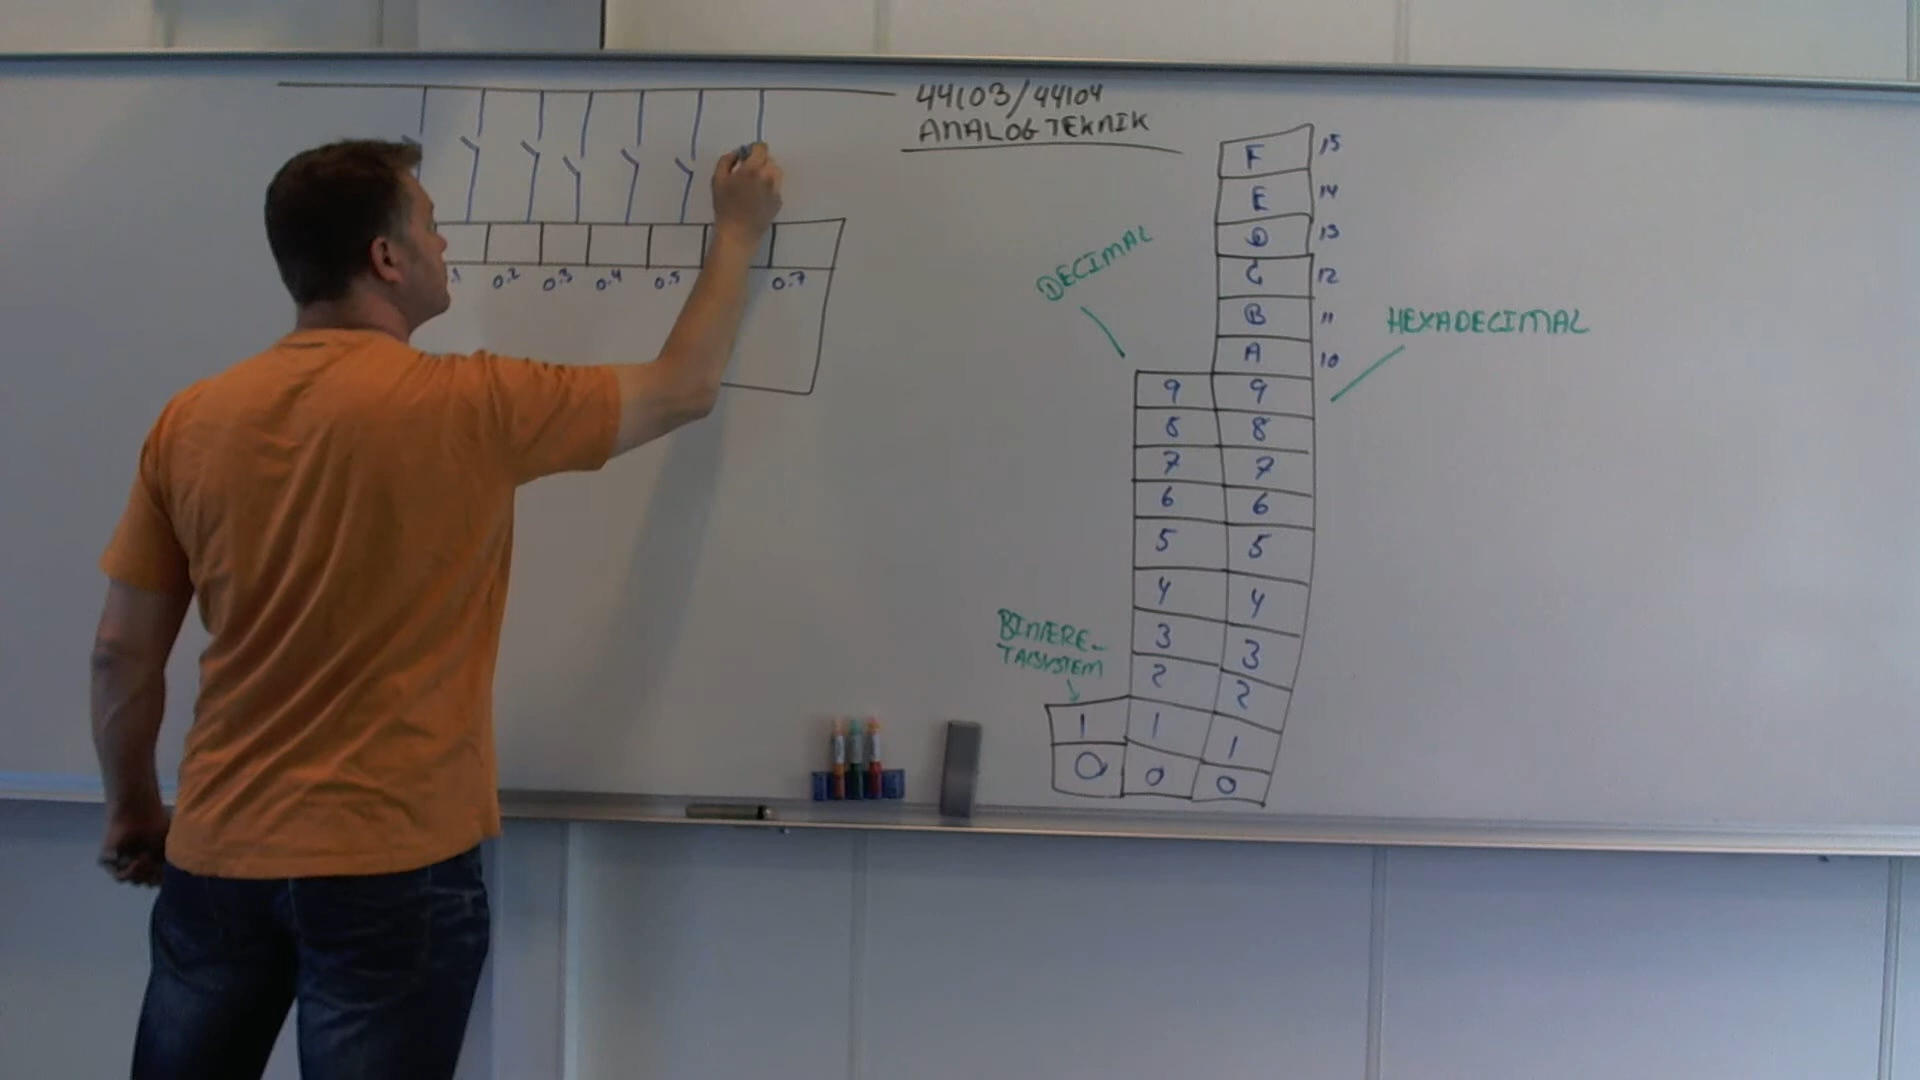 44103/44104
ANALOGTEKNIK
.1 0.2 0.3 0.4 0.5 0.7
DECIMAL
HEXADECIMAL
BINÆRE-
TALSYSTEM
F 15
E 14
D 13
C 12
B 11
A 10
9 9
8 8
7 7
6 6
5 5
4 4
3 3
2 2
1 1 1
0 0 0